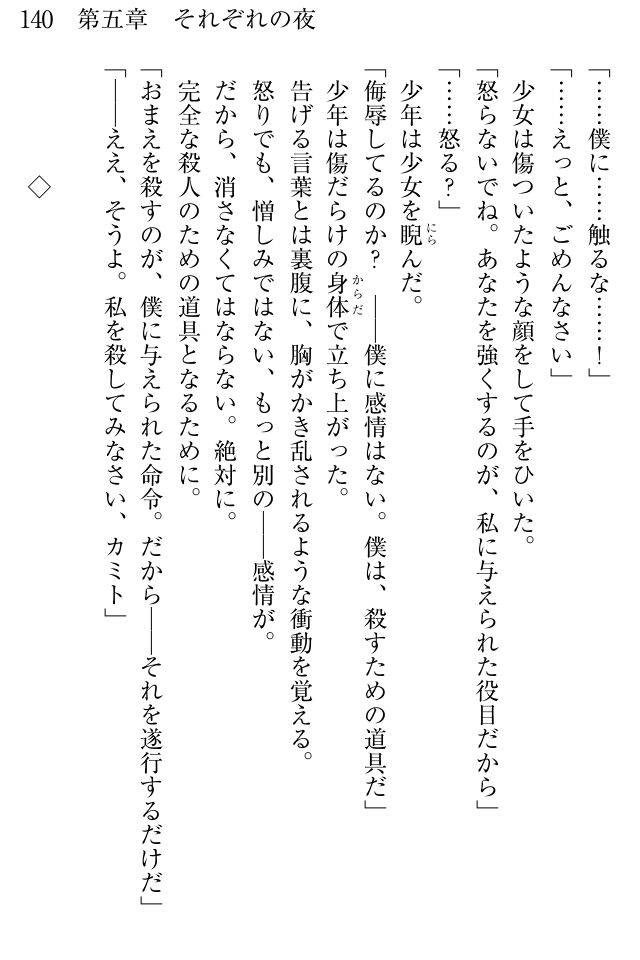 140　第五章　それぞれの夜
「……僕に……触るな……！」
「……えっと、ごめんなさい」
　少女は傷ついたような顔をして手をひいた。
「怒らないでね。あなたを強くするのが、私に与えられた役目だから」
「……怒る？」
　少年は少女を睨んだ。
にら
「侮辱してるのか？　――僕に感情はない。僕は、殺すための道具だ」
　少年は傷だらけの身体で立ち上がった。
からだ
　告げる言葉とは裏腹に、胸がかき乱されるような衝動を覚える。
　怒りでも、憎しみではない、もっと別の――感情が。
　だから、消さなくてはならない。絶対に。
　完全な殺人のための道具となるために。
「おまえを殺すのが、僕に与えられた命令。だから――それを遂行するだけだ」
「――ええ、そうよ。私を殺してみなさい、カミト」
◇